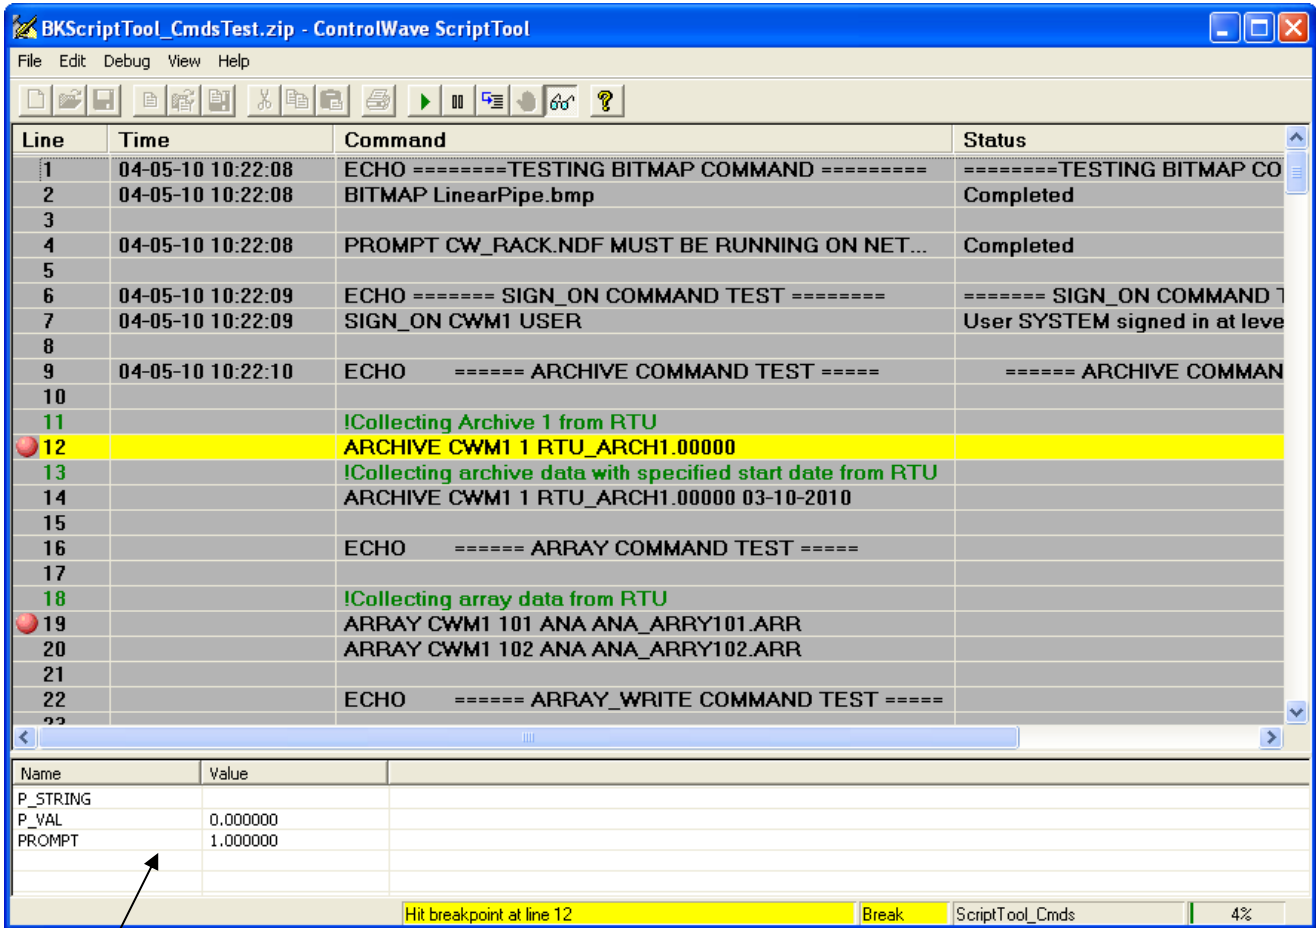 BKScriptTool_CmdsTest.zip - ControlWave ScriptTool
File Edit Debug View Help
Line Time Command Status
1 04-05-10 10:22:08 ECHO ========TESTING BITMAP COMMAND ========= ========TESTING BITMAP CO
2 04-05-10 10:22:08 BITMAP LinearPipe.bmp Completed
3
4 04-05-10 10:22:08 PROMPT CW_RACK.NDF MUST BE RUNNING ON NET... Completed
5
6 04-05-10 10:22:09 ECHO ======= SIGN_ON COMMAND TEST ======== ======= SIGN_ON COMMAND T
7 04-05-10 10:22:09 SIGN_ON CWM1 USER User SYSTEM signed in at leve
8
9 04-05-10 10:22:10 ECHO ====== ARCHIVE COMMAND TEST ===== ====== ARCHIVE COMMAN
10
11 !Collecting Archive 1 from RTU
12 ARCHIVE CWM1 1 RTU_ARCH1.00000
13 !Collecting archive data with specified start date from RTU
14 ARCHIVE CWM1 1 RTU_ARCH1.00000 03-10-2010
15
16 ECHO ====== ARRAY COMMAND TEST =====
17
18 !Collecting array data from RTU
19 ARRAY CWM1 101 ANA ANA_ARRY101.ARR
20 ARRAY CWM1 102 ANA ANA_ARRY102.ARR
21
22 ECHO ====== ARRAY_WRITE COMMAND TEST =====
23
Name Value
P_STRING
P_VAL 0.000000
PROMPT 1.000000
Hit breakpoint at line 12 Break ScriptTool_Cmds 4%